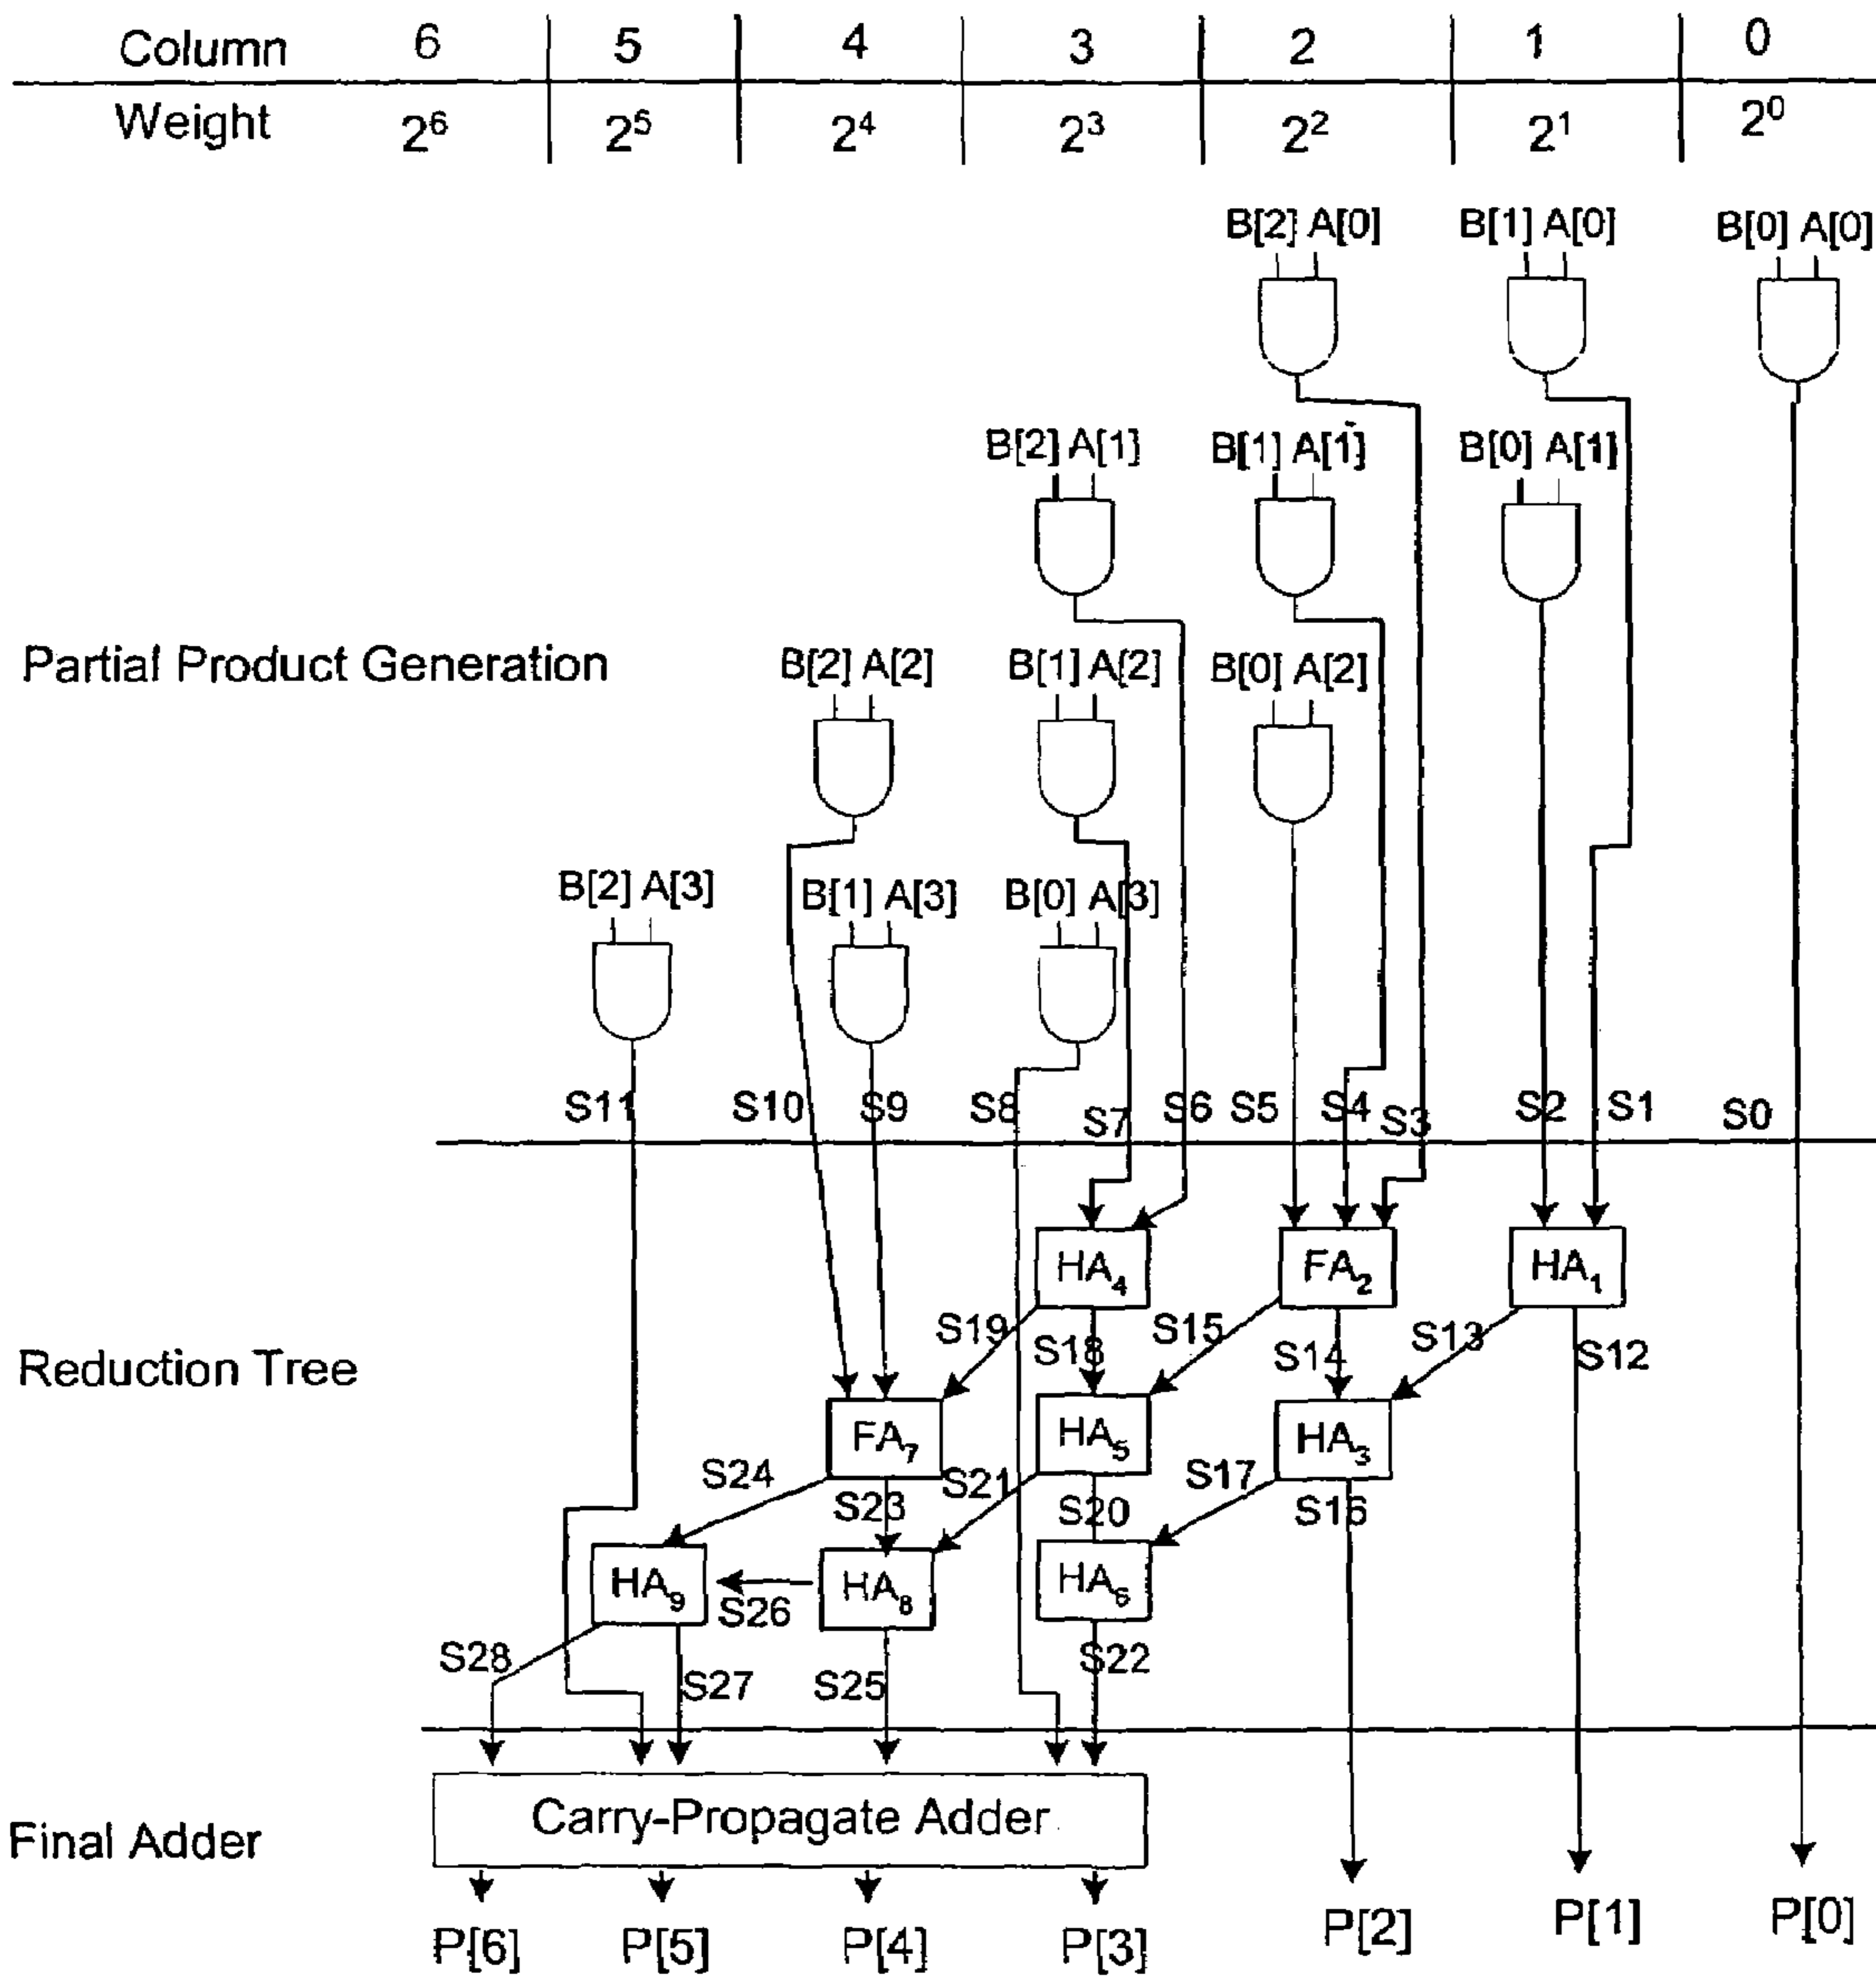 Column 6 5 4 3 2 1 0
Weight 2⁶ 2⁵ 2⁴ 2³ 2² 2¹ 2⁰
B[2] A[0] B[1] A[0] B[0] A[0]
B[2] A[1] B[1] A[1] B[0] A[1]
Partial Product Generation B[2] A[2] B[1] A[2] B[0] A[2]
B[2] A[3] B[1] A[3] B[0] A[3]
S11 S10 S9 S8 S7 S6 S5 S4 S3 S2 S1 S0
HA₄ FA₂ HA₁
S19 S18 S15 S14 S13 S12
Reduction Tree
FA₇ HA₅ HA₃
S24 S23 S21 S20 S17 S16
HA₉ S26 HA₈ HA₆
S28 S27 S25 S22
Final Adder Carry-Propagate Adder
P[6] P[5] P[4] P[3] P[2] P[1] P[0]